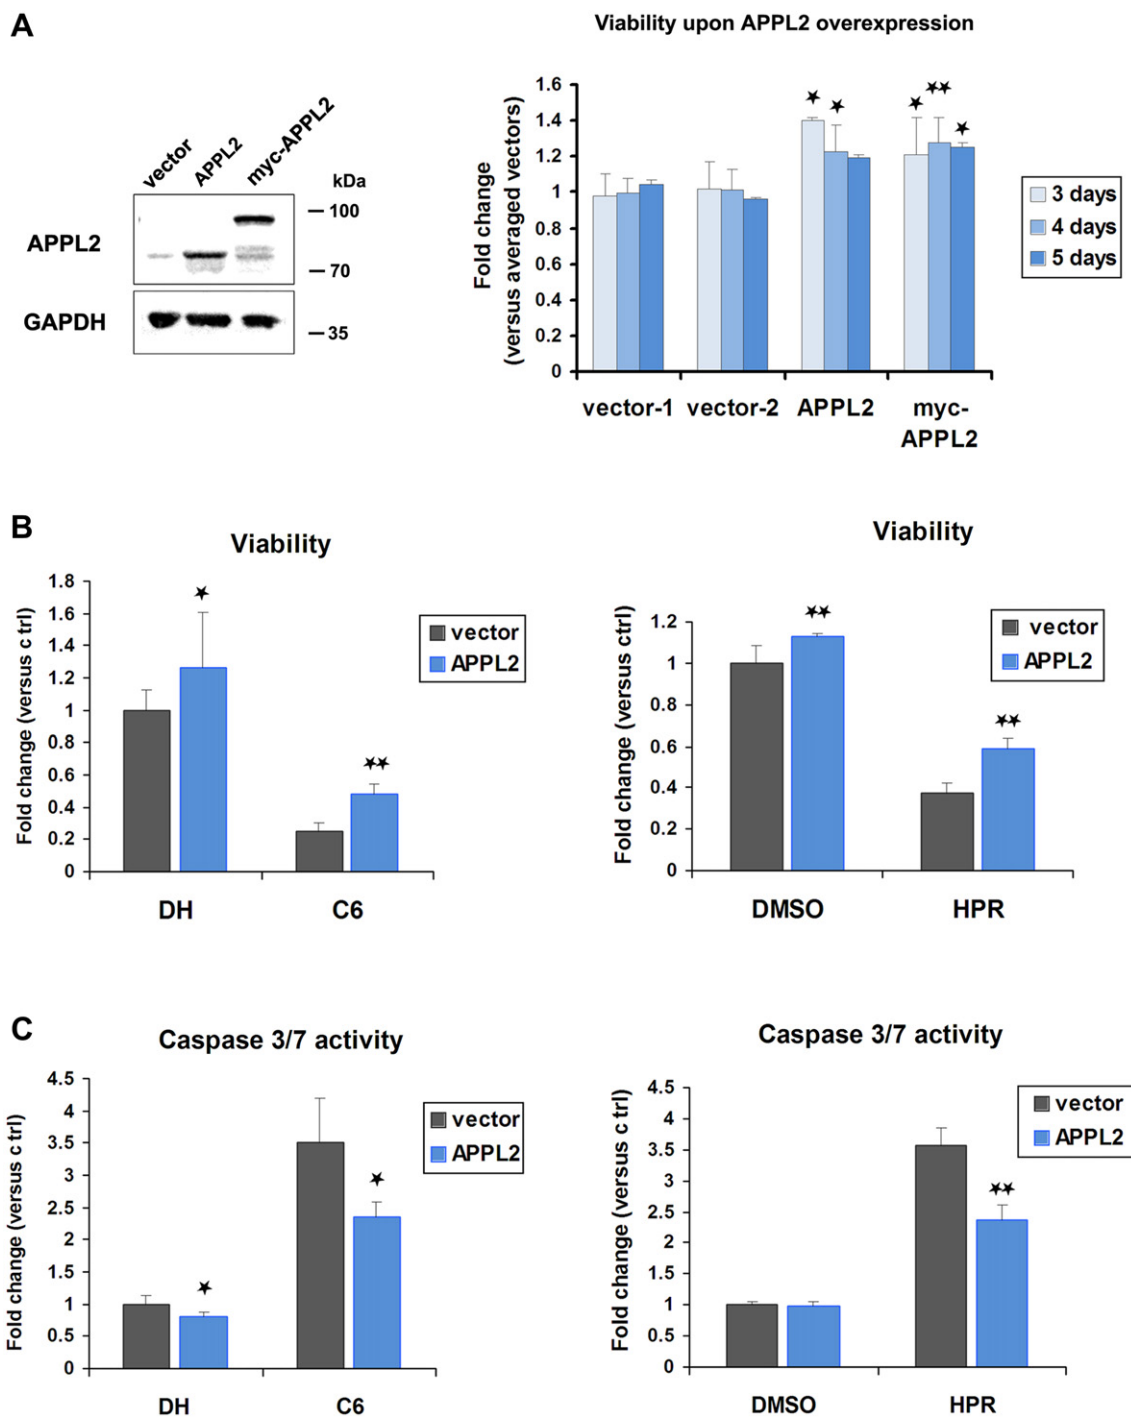 A
Viability upon APPL2 overexpression
vector
APPL2
myc-APPL2
kDa
APPL2
100
70
GAPDH
35
Fold change
(versus averaged vectors)
1.6
1.4
1.2
1
0.8
0.6
0.4
0.2
0
★
★
★
★★
★
vector-1
vector-2
APPL2
myc-
APPL2
3 days
4 days
5 days
B
Viability
Fold change (versus c trl)
1.8
1.6
1.4
1.2
1
0.8
0.6
0.4
0.2
0
★
★★
DH
C6
vector
APPL2
Viability
Fold change (versus ctrl)
1.2
1
0.8
0.6
0.4
0.2
0
★★
★★
DMSO
HPR
vector
APPL2
C
Caspase 3/7 activity
Fold change (versus c trl)
4.5
4
3.5
3
2.5
2
1.5
1
0.5
0
★
★
DH
C6
vector
APPL2
Caspase 3/7 activity
Fold change (versus c trl)
4.5
4
3.5
3
2.5
2
1.5
1
0.5
0
★★
DMSO
HPR
vector
APPL2